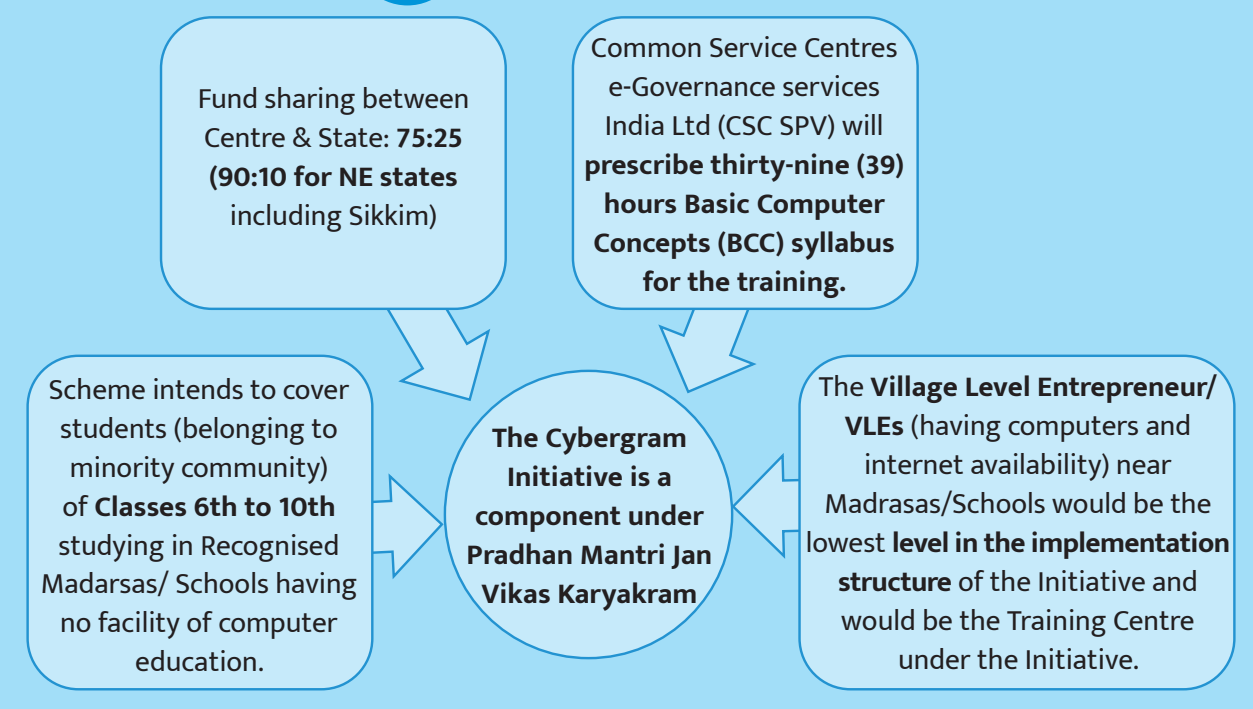 Fund sharing between
Centre & State: 75:25
(90:10 for NE states
including Sikkim)
Common Service Centres
e-Governance services
India Ltd (CSC SPV) will
prescribe thirty-nine (39)
hours Basic Computer
Concepts (BCC) syllabus
for the training.
Scheme intends to cover
students (belonging to
minority community)
of Classes 6th to 10th
studying in Recognised
Madarsas/ Schools having
no facility of computer
education.
The Cybergram
Initiative is a
component under
Pradhan Mantri Jan
Vikas Karyakram
The Village Level Entrepreneur/
VLEs (having computers and
internet availability) near
Madrasas/Schools would be the
lowest level in the implementation
structure of the Initiative and
would be the Training Centre
under the Initiative.